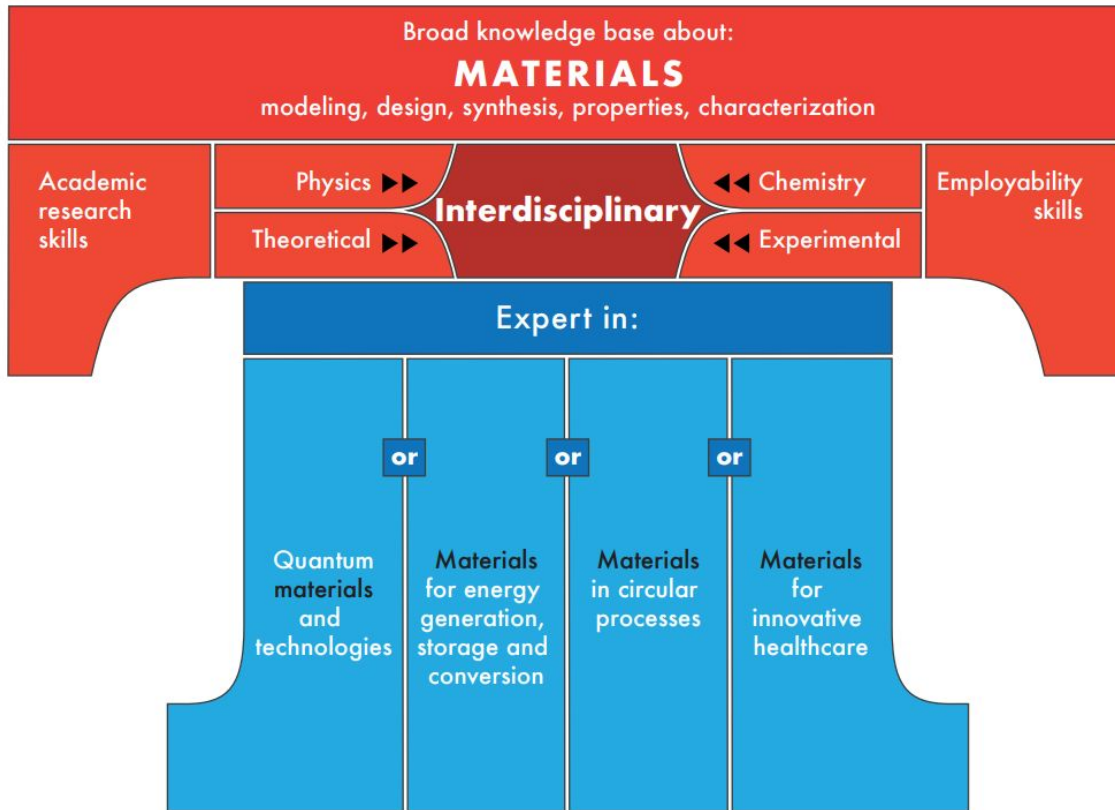 Broad knowledge base about:
MATERIALS
modeling, design, synthesis, properties, characterization
Academic
research
skills
Physics
Theoretical
Interdisciplinary
Chemistry
Experimental
Employability
skills
Expert in:
or
or
or
Quantum
materials
and
technologies
Materials
for energy
generation,
storage and
conversion
Materials
in circular
processes
Materials
for
innovative
healthcare